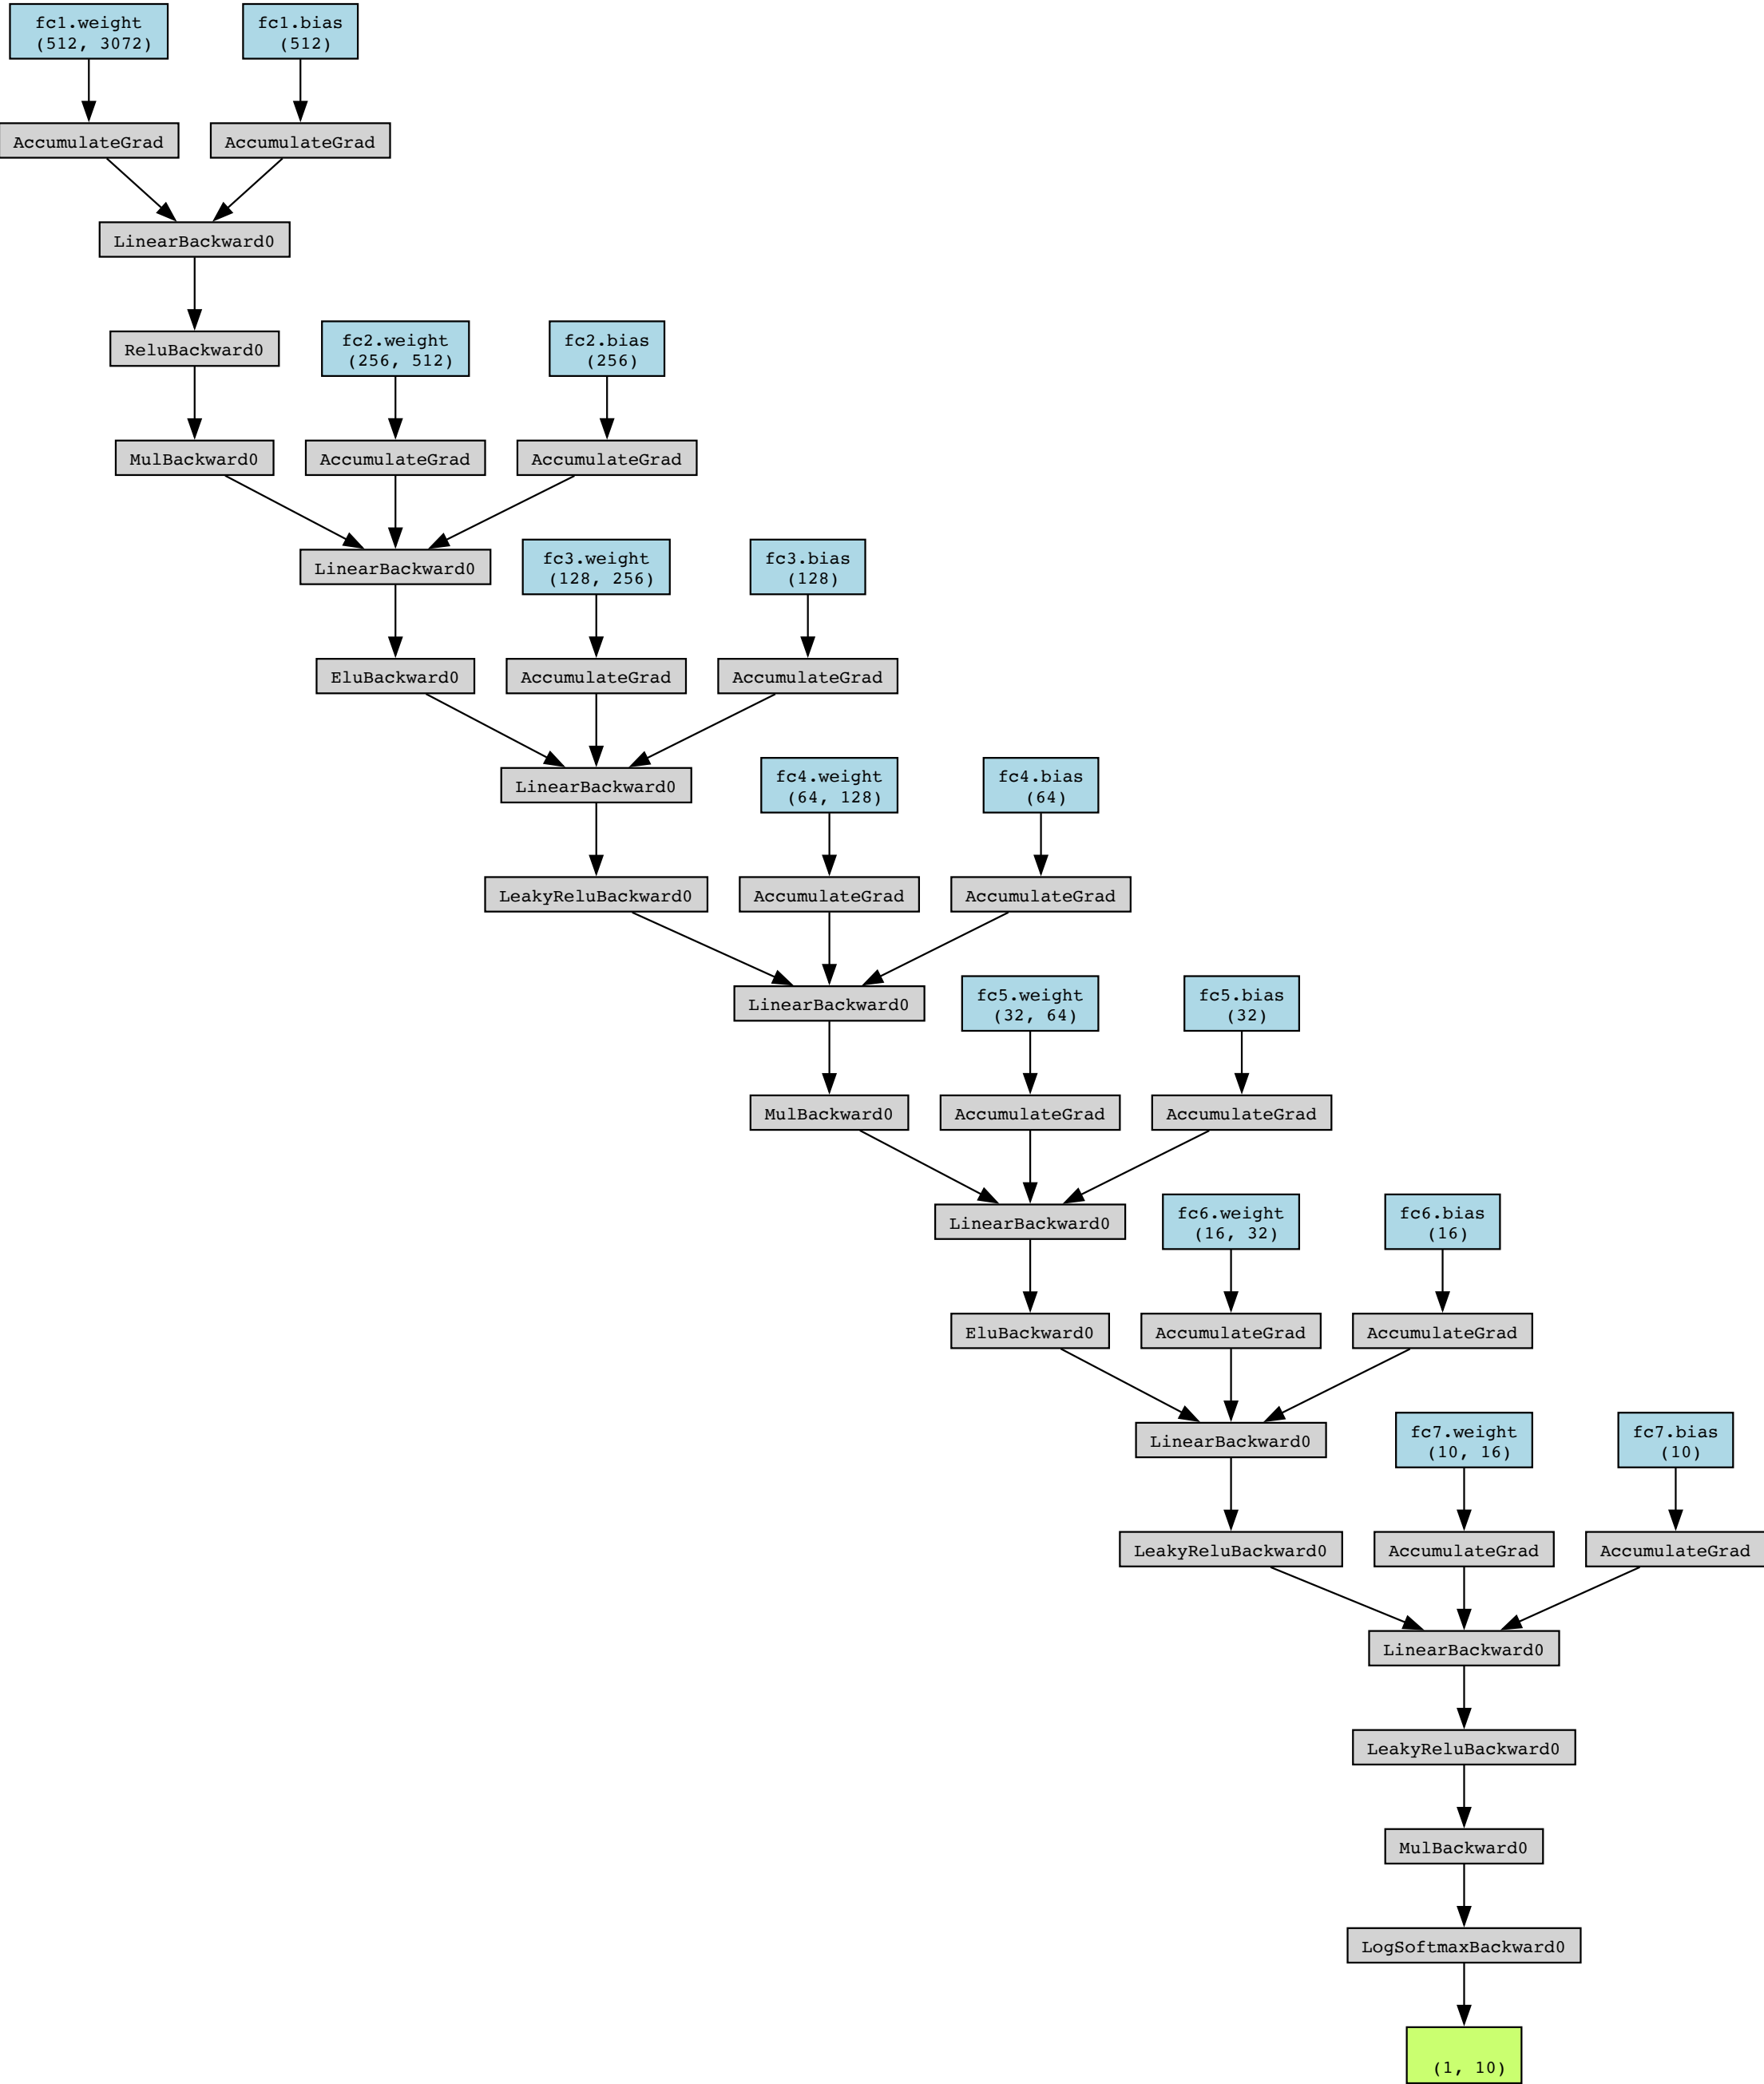 fc1.weight
(512, 3072)
fc1.bias
(512)
AccumulateGrad
AccumulateGrad
LinearBackward0
ReluBackward0
fc2.weight
(256, 512)
fc2.bias
(256)
MulBackward0
AccumulateGrad
AccumulateGrad
LinearBackward0
fc3.weight
(128, 256)
fc3.bias
(128)
EluBackward0
AccumulateGrad
AccumulateGrad
LinearBackward0
fc4.weight
(64, 128)
fc4.bias
(64)
LeakyReluBackward0
AccumulateGrad
AccumulateGrad
LinearBackward0
fc5.weight
(32, 64)
fc5.bias
(32)
MulBackward0
AccumulateGrad
AccumulateGrad
LinearBackward0
fc6.weight
(16, 32)
fc6.bias
(16)
EluBackward0
AccumulateGrad
AccumulateGrad
LinearBackward0
fc7.weight
(10, 16)
fc7.bias
(10)
LeakyReluBackward0
AccumulateGrad
AccumulateGrad
LinearBackward0
LeakyReluBackward0
MulBackward0
LogSoftmaxBackward0
(1, 10)